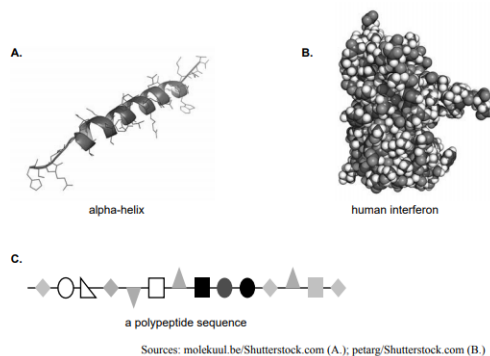 A.
B.
alpha-helix
human interferon
C.
a polypeptide sequence
Sources: molekuul.be/Shutterstock.com (A.); petarg/Shutterstock.com (B.)